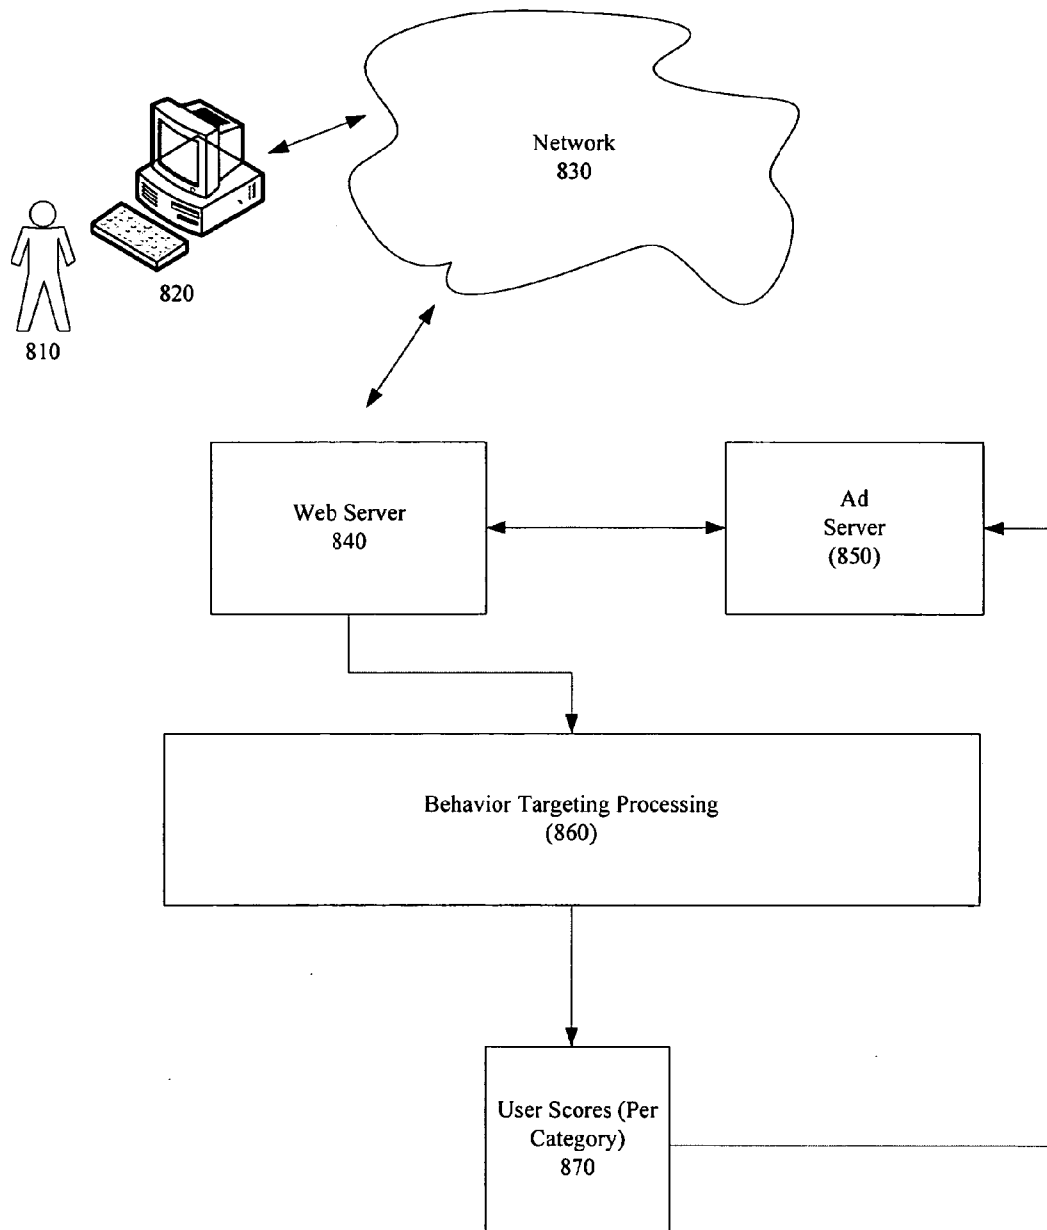 Network
830
820
810
Web Server
840
Ad
Server
(850)
Behavior Targeting Processing
(860)
User Scores (Per
Category)
870